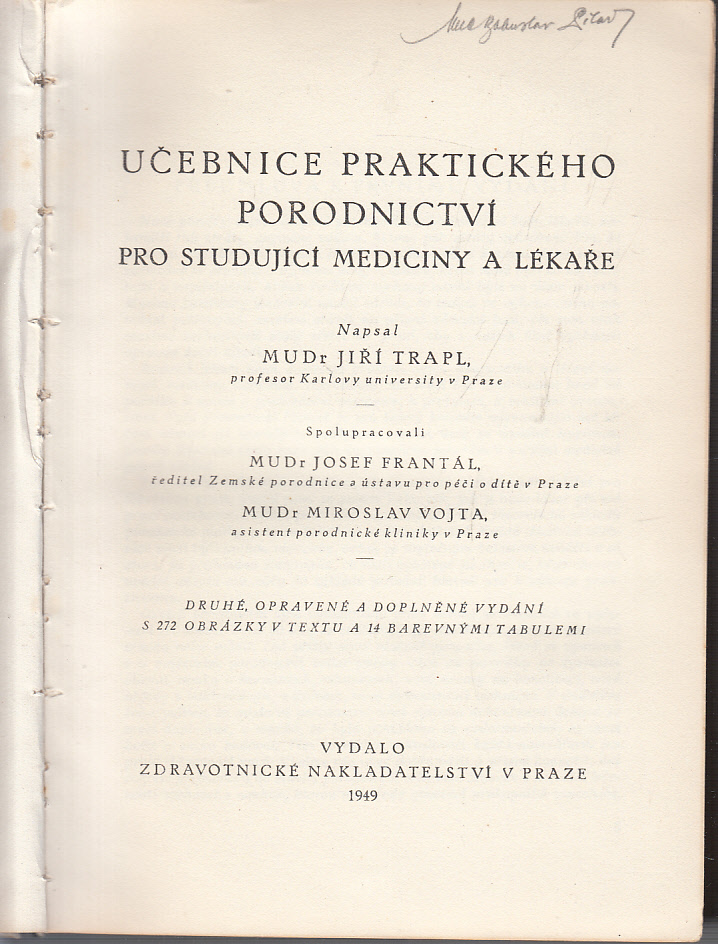 UČEBNICE PRAKTICKÉHO
PORODNICTVÍ
PRO STUDUJÍCÍ MEDICINY A LÉKAŘE
Napsal
MUDr JIŘÍ TRAPL,
profesor Karlovy university v Praze
Spolupracovali
MUDr JOSEF FRANTÁL,
ředitel Zemské porodnice a ústavu pro péči o dítě v Praze
MUDr MIROSLAV VOJTA,
asistent porodnické kliniky v Praze
DRUHÉ, OPRAVENÉ A DOPLNĚNÉ VYDÁNÍ
S 272 OBRÁZKY V TEXTU A 14 BAREVNÝMI TABULEMI
VYDALO
ZDRAVOTNICKÉ NAKLADATELSTVÍ V PRAZE
1949